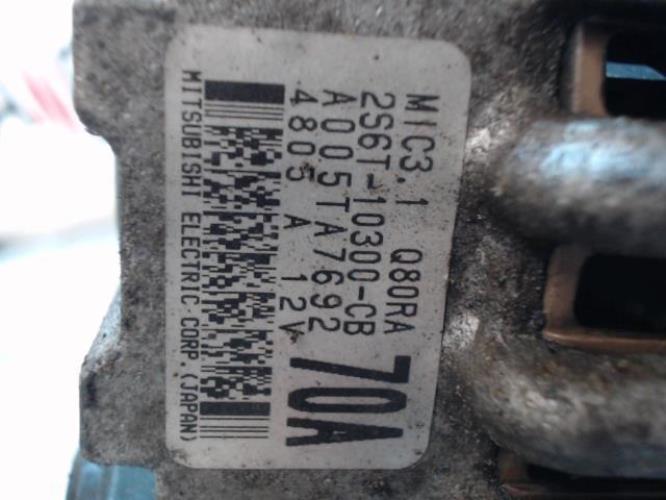 MIC3.1 Q80RA
2S6T-10300-CB
A005TA7692
4805 A 12V
70A
MITSUBISHI ELECTRIC CORP.(JAPAN)